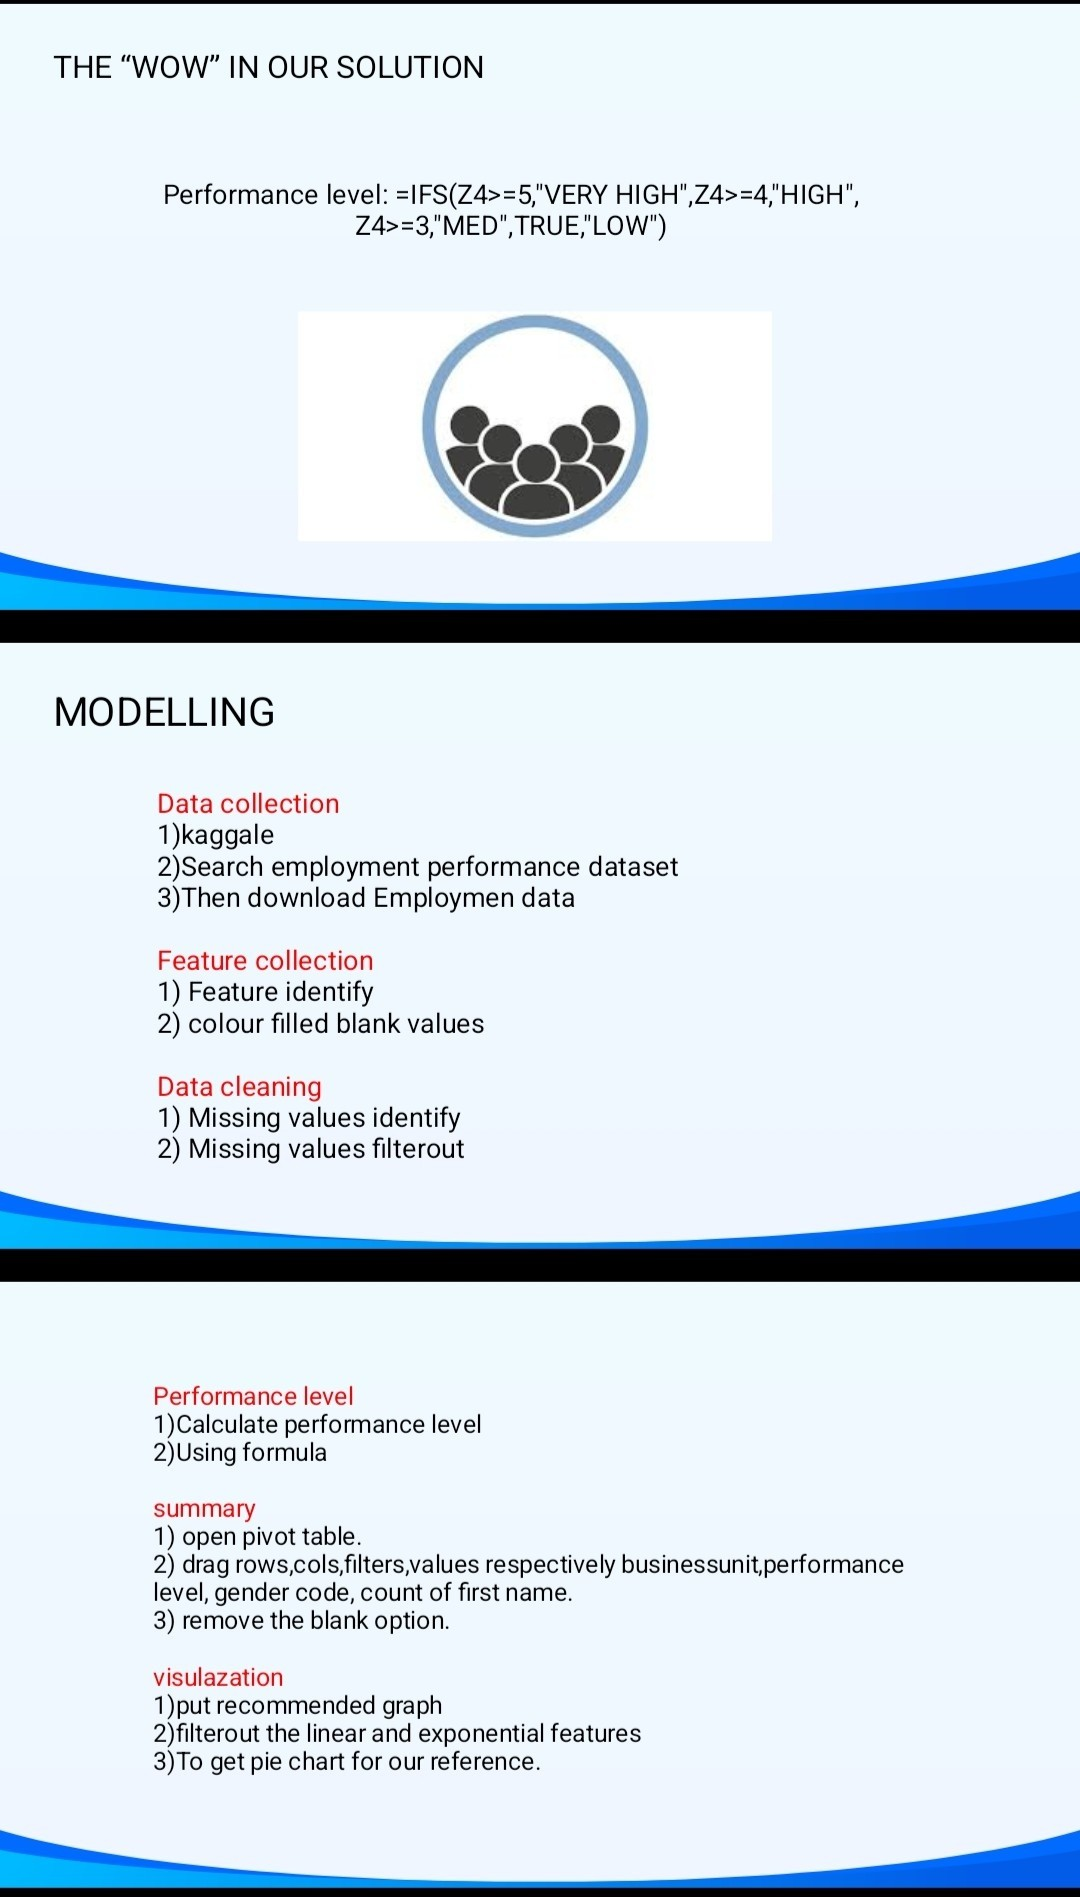 THE “WOW” IN OUR SOLUTION
Performance level: =IFS(Z4>=5,"VERY HIGH",Z4>=4,"HIGH",
Z4>=3,"MED",TRUE,"LOW")
MODELLING
Data collection
1)kaggale
2)Search employment performance dataset
3)Then download Employmen data
Feature collection
1) Feature identify
2) colour filled blank values
Data cleaning
1) Missing values identify
2) Missing values filterout
Performance level
1)Calculate performance level
2)Using formula
summary
1) open pivot table.
2) drag rows,cols,filters,values respectively businessunit,performance
level, gender code, count of first name.
3) remove the blank option.
visulazation
1)put recommended graph
2)filterout the linear and exponential features
3)To get pie chart for our reference.